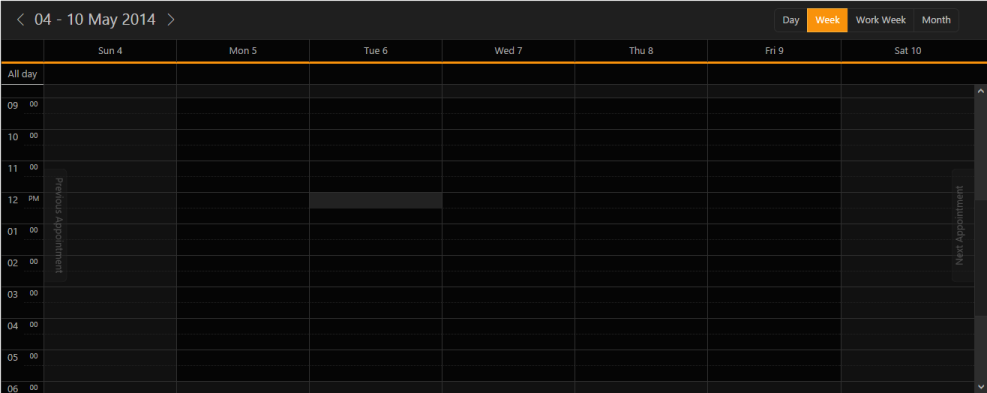 04 - 10 May 2014
Day Week Work Week Month
Sun 4 Mon 5 Tue 6 Wed 7 Thu 8 Fri 9 Sat 10
All day
09 00
10 00
11 00
12 PM
01 00
02 00
03 00
04 00
05 00
06 00
Previous Appointment
Next Appointment